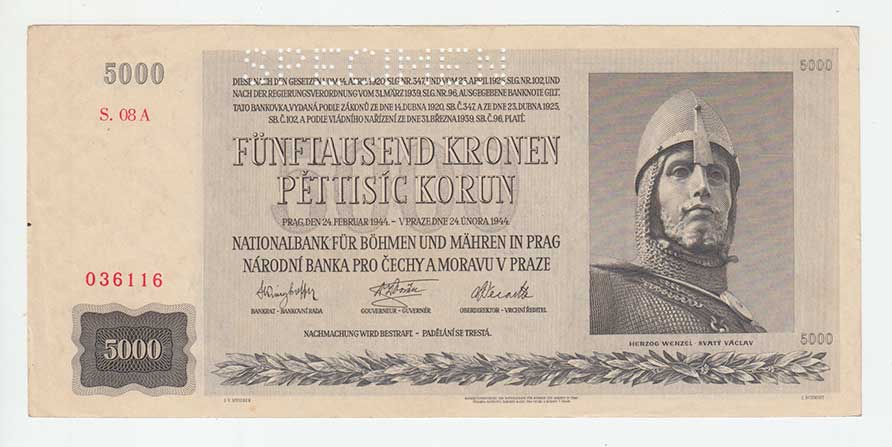 SPECIMEN
5000
S. 08 A
DIESE NACH DEN GESETZEN VOM 14. APRIL 1920, SLG. NR. 347, UND VOM 23. APRIL 1925, SLG. NR. 102, UND
NACH DER REGIERUNGSVERORDNUNG VOM 31. MÄRZ 1939, SLG. NR. 96, AUSGEGEBENE BANKNOTE GILT.
TATO BANKOVKA, VYDANÁ PODLE ZÁKONŮ ZE DNE 14. DUBNA 1920, SB. Č. 347, A ZE DNE 23. DUBNA 1925,
SB. Č. 102, A PODLE VLÁDNÍHO NAŘÍZENÍ ZE DNE 31. BŘEZNA 1939, SB. Č. 96, PLATÍ.
FÜNFTAUSEND KRONEN
PĚTTISÍC KORUN
5000
PRAG, DEN 24. FEBRUAR 1944. – V PRAZE DNE 24. ÚNORA 1944.
NATIONALBANK FÜR BÖHMEN UND MÄHREN IN PRAG
NÁRODNÍ BANKA PRO ČECHY A MORAVU V PRAZE
BANKRAT - BANKOVNÍ RADA
GOUVERNEUR - GUVERNÉR
OBERDIREKTOR - VRCHNÍ ŘEDITEL
NACHMACHUNG WIRD BESTRAFT. - PADĚLÁNÍ SE TRESTÁ.
036116
5000
5000
5000
HERZOG WENZEL · SVATÝ VÁCLAV